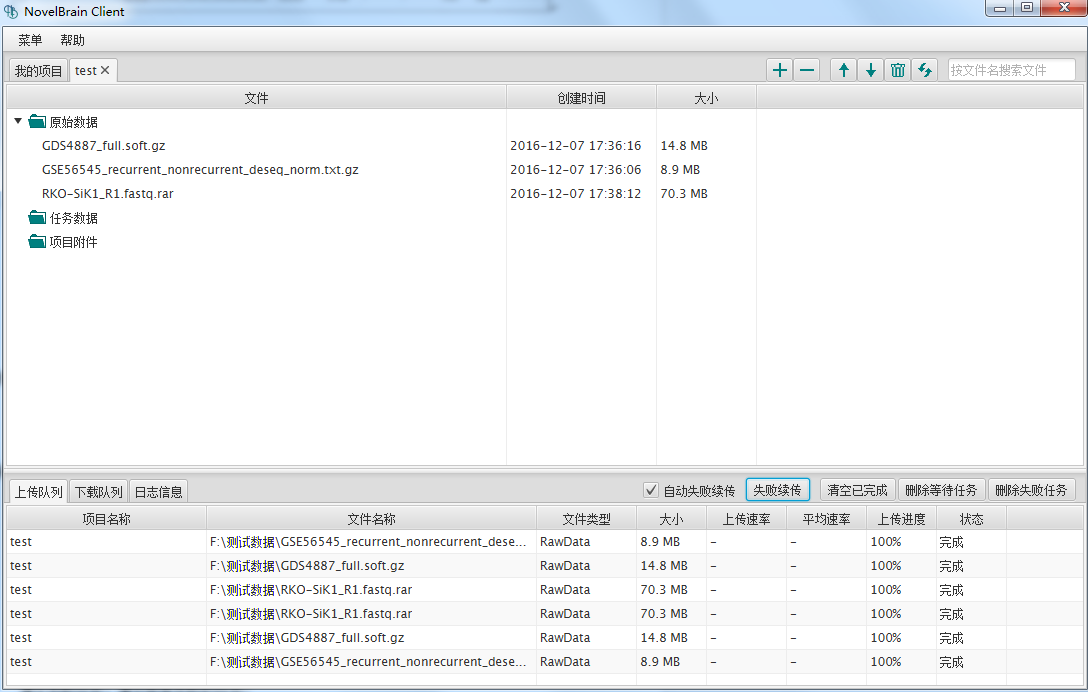 NovelBrain Client
菜单 帮助
我的项目 test 按文件名搜索文件
文件 创建时间 大小
原始数据
GDS4887_full.soft.gz 2016-12-07 17:36:16 14.8 MB
GSE56545_recurrent_nonrecurrent_deseq_norm.txt.gz 2016-12-07 17:36:06 8.9 MB
RKO-SiK1_R1.fastq.rar 2016-12-07 17:38:12 70.3 MB
任务数据
项目附件
上传队列 下载队列 日志信息 自动失败续传 失败续传 清空已完成 删除等待任务 删除失败任务
项目名称 文件名称 文件类型 大小 上传速率 平均速率 上传进度 状态
test F:\测试数据\GSE56545_recurrent_nonrecurrent_dese... RawData 8.9 MB – – 100% 完成
test F:\测试数据\GDS4887_full.soft.gz RawData 14.8 MB – – 100% 完成
test F:\测试数据\RKO-SiK1_R1.fastq.rar RawData 70.3 MB – – 100% 完成
test F:\测试数据\RKO-SiK1_R1.fastq.rar RawData 70.3 MB – – 100% 完成
test F:\测试数据\GDS4887_full.soft.gz RawData 14.8 MB – – 100% 完成
test F:\测试数据\GSE56545_recurrent_nonrecurrent_dese... RawData 8.9 MB – – 100% 完成